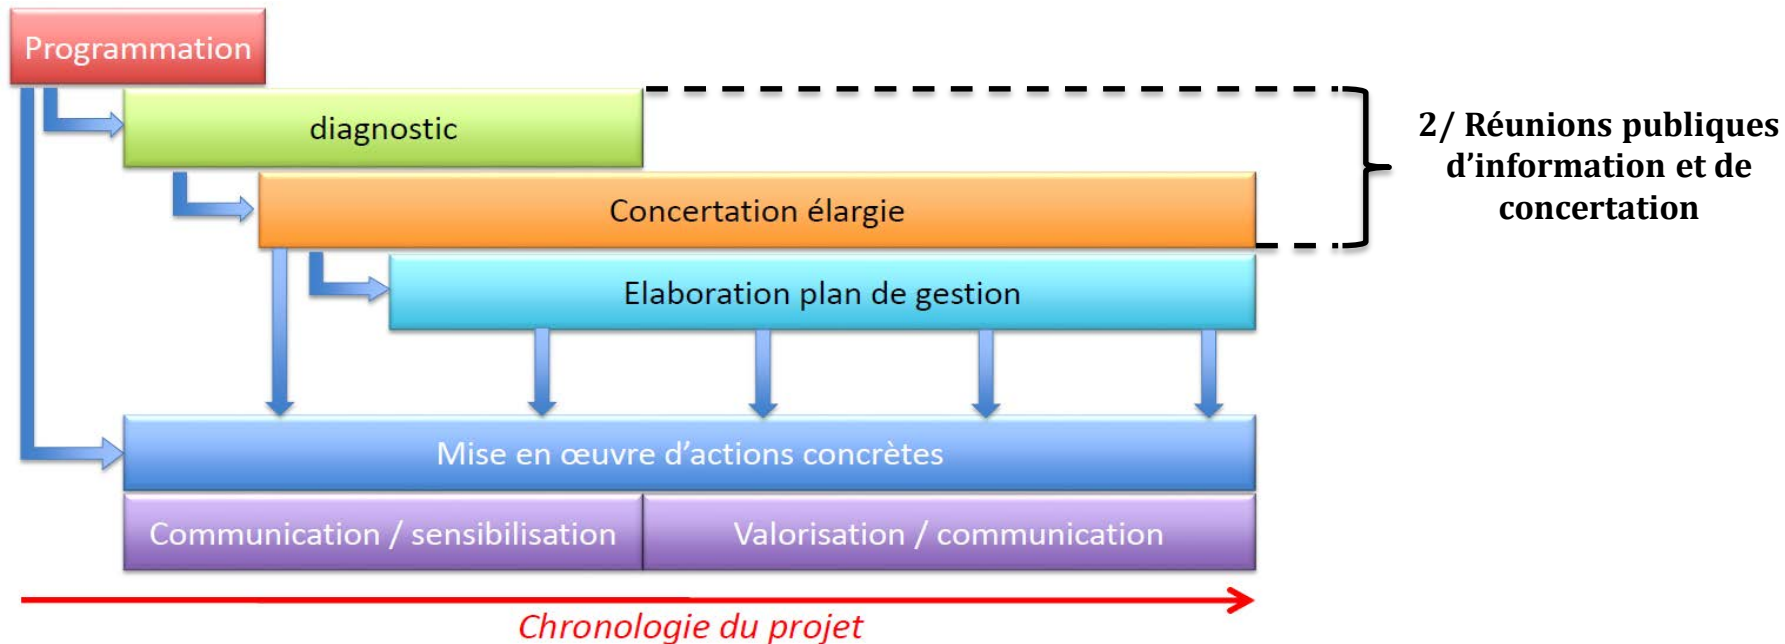 Programmation
diagnostic
2/ Réunions publiques
d’information et de
concertation
Concertation élargie
Elaboration plan de gestion
Mise en œuvre d’actions concrètes
Communication / sensibilisation
Valorisation / communication
Chronologie du projet